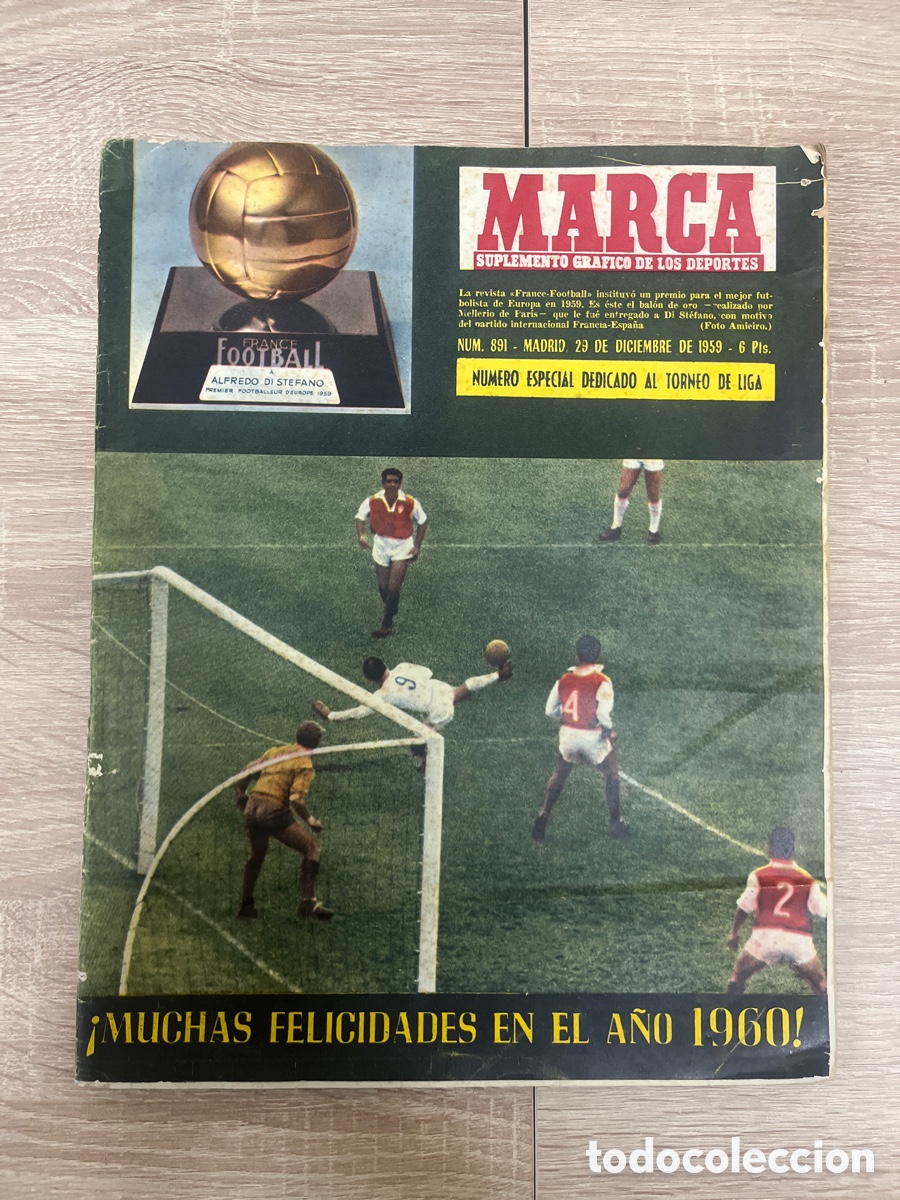 MARCA
SUPLEMENTO GRAFICO DE LOS DEPORTES
La revista «France-Football» instituyó un premio para el mejor fut-
bolista de Europa en 1959. Es éste el balón de oro —realizado por
Mellerio de París— que le fué entregado a Di Stéfano, con motivo
del partido internacional Francia-España (Foto Amieiro.)
NUM. 891 - MADRID, 29 DE DICIEMBRE DE 1959 - 6 Pts.
NUMERO ESPECIAL DEDICADO AL TORNEO DE LIGA
FRANCE
FOOTBALL
A
ALFREDO DI STEFANO
PREMIER FOOTBALLEUR D'EUROPE 1959
9
4
2
¡MUCHAS FELICIDADES EN EL AÑO 1960!
todocoleccion